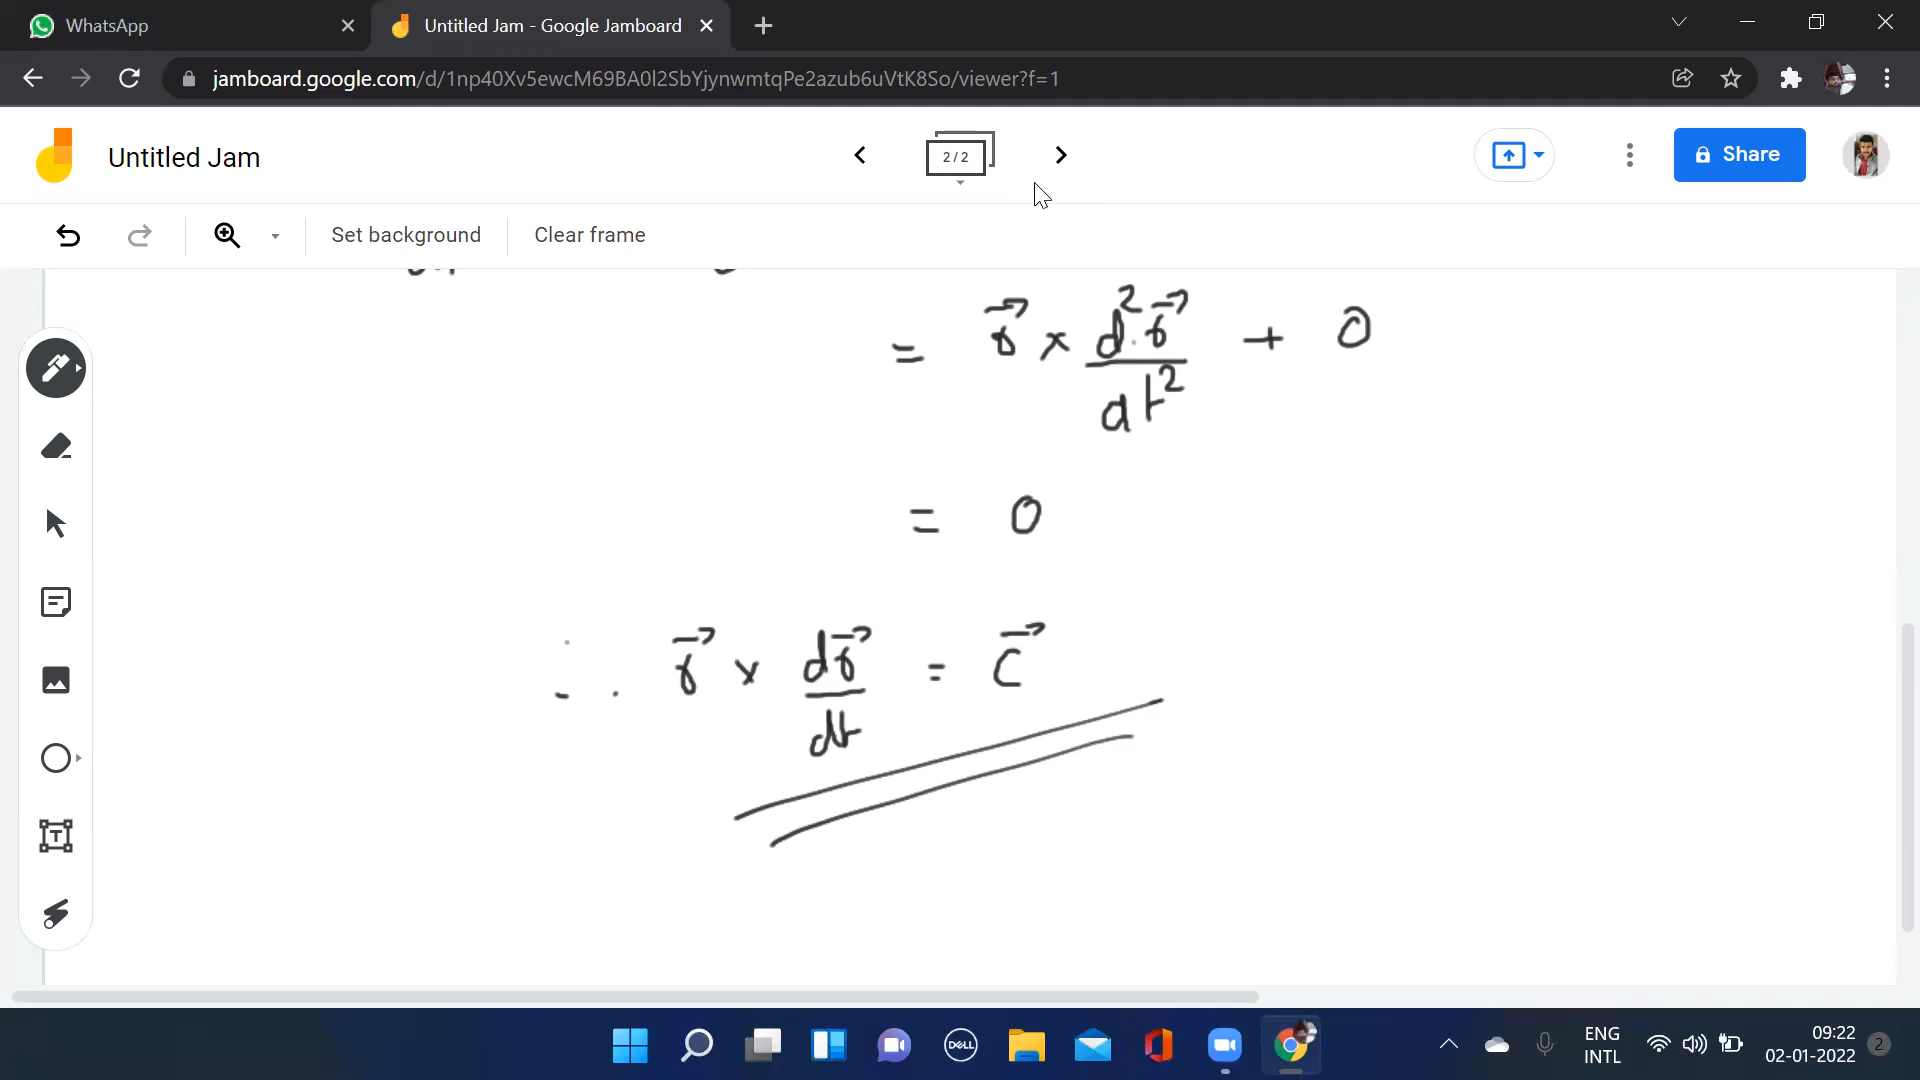 WhatsApp
Untitled Jam - Google Jamboard
jamboard.google.com/d/1np40Xv5ewcM69BA0l2SbYjynwmtqPe2azub6uVtK8So/viewer?f=1
Untitled Jam
2 / 2
Share
Set background
Clear frame
= r⃗ × d²r⃗/dt² + 0
= 0
∴ r⃗ × dr⃗/dt = c⃗
DELL
ENG
INTL
09:22
02-01-2022
2